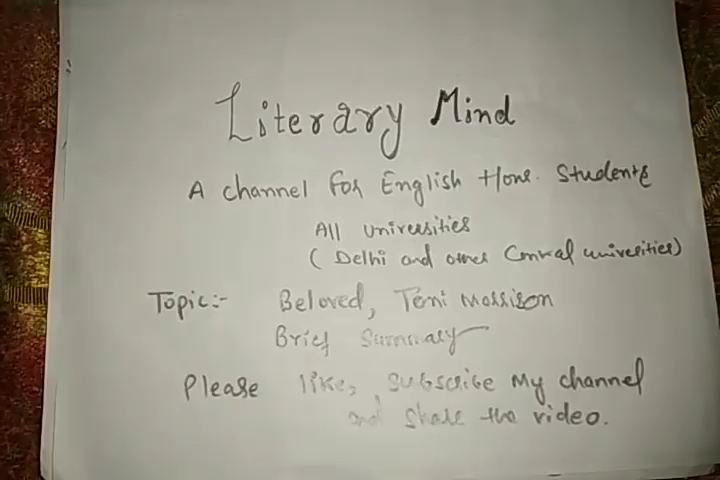 Literary Mind
A channel for English Hons. Students
All Universities
( Delhi and other Central universities)
Topic:- Beloved, Toni Morrison
Brief Summary
Please like, subscribe My channel
and share the video.